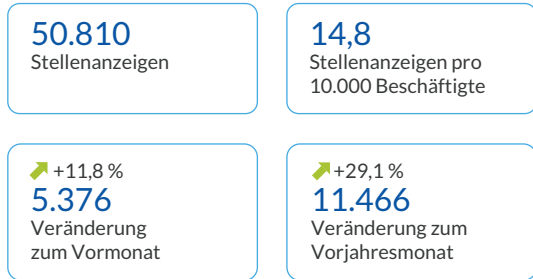 50.810
Stellenanzeigen
14,8
Stellenanzeigen pro
10.000 Beschäftigte
+11,8 %
5.376
Veränderung
zum Vormonat
+29,1 %
11.466
Veränderung zum
Vorjahresmonat